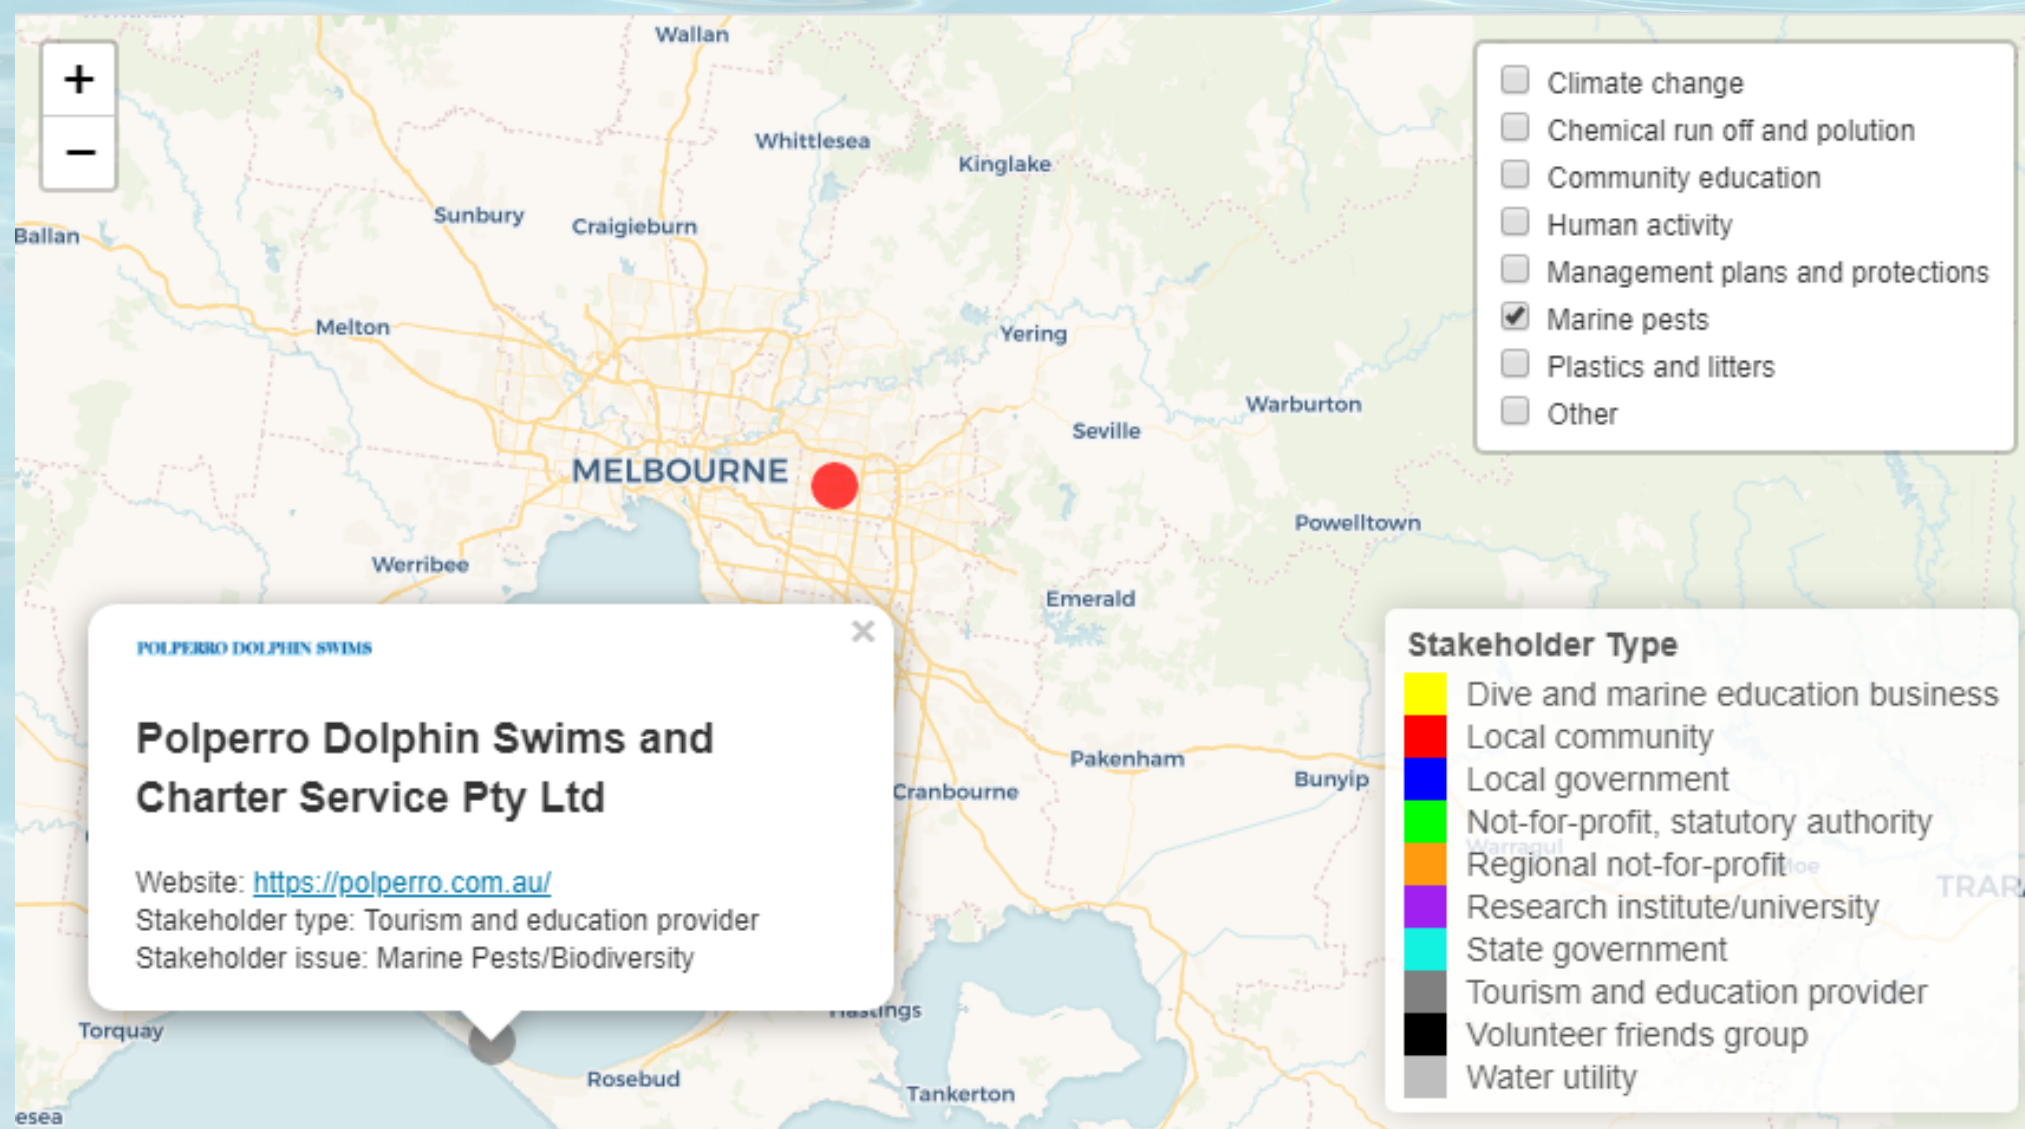 Wallan
Whittlesea
Kinglake
Sunbury
Craigieburn
Ballan
Melton
Yering
Warburton
Seville
MELBOURNE
Powelltown
Werribee
Emerald
Pakenham
Bunyip
Cranbourne
Hastings
Torquay
Rosebud
Tankerton
esea
+
−
Climate change
Chemical run off and polution
Community education
Human activity
Management plans and protections
Marine pests
Plastics and litters
Other
POLPERRO DOLPHIN SWIMS
×
Polperro Dolphin Swims and
Charter Service Pty Ltd
Website: https://polperro.com.au/
Stakeholder type: Tourism and education provider
Stakeholder issue: Marine Pests/Biodiversity
Stakeholder Type
Dive and marine education business
Local community
Local government
Not-for-profit, statutory authority
Regional not-for-profit
Research institute/university
State government
Tourism and education provider
Volunteer friends group
Water utility
Warragul
Moe
TRARA